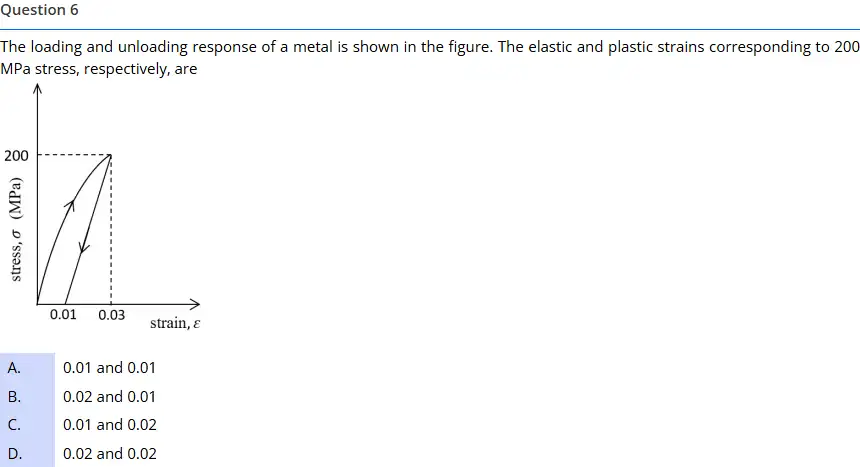 Question 6
The loading and unloading response of a metal is shown in the figure. The elastic and plastic strains corresponding to 200
MPa stress, respectively, are
200
stress, σ (MPa)
0.01 0.03
strain, ε
A. 0.01 and 0.01
B. 0.02 and 0.01
C. 0.01 and 0.02
D. 0.02 and 0.02